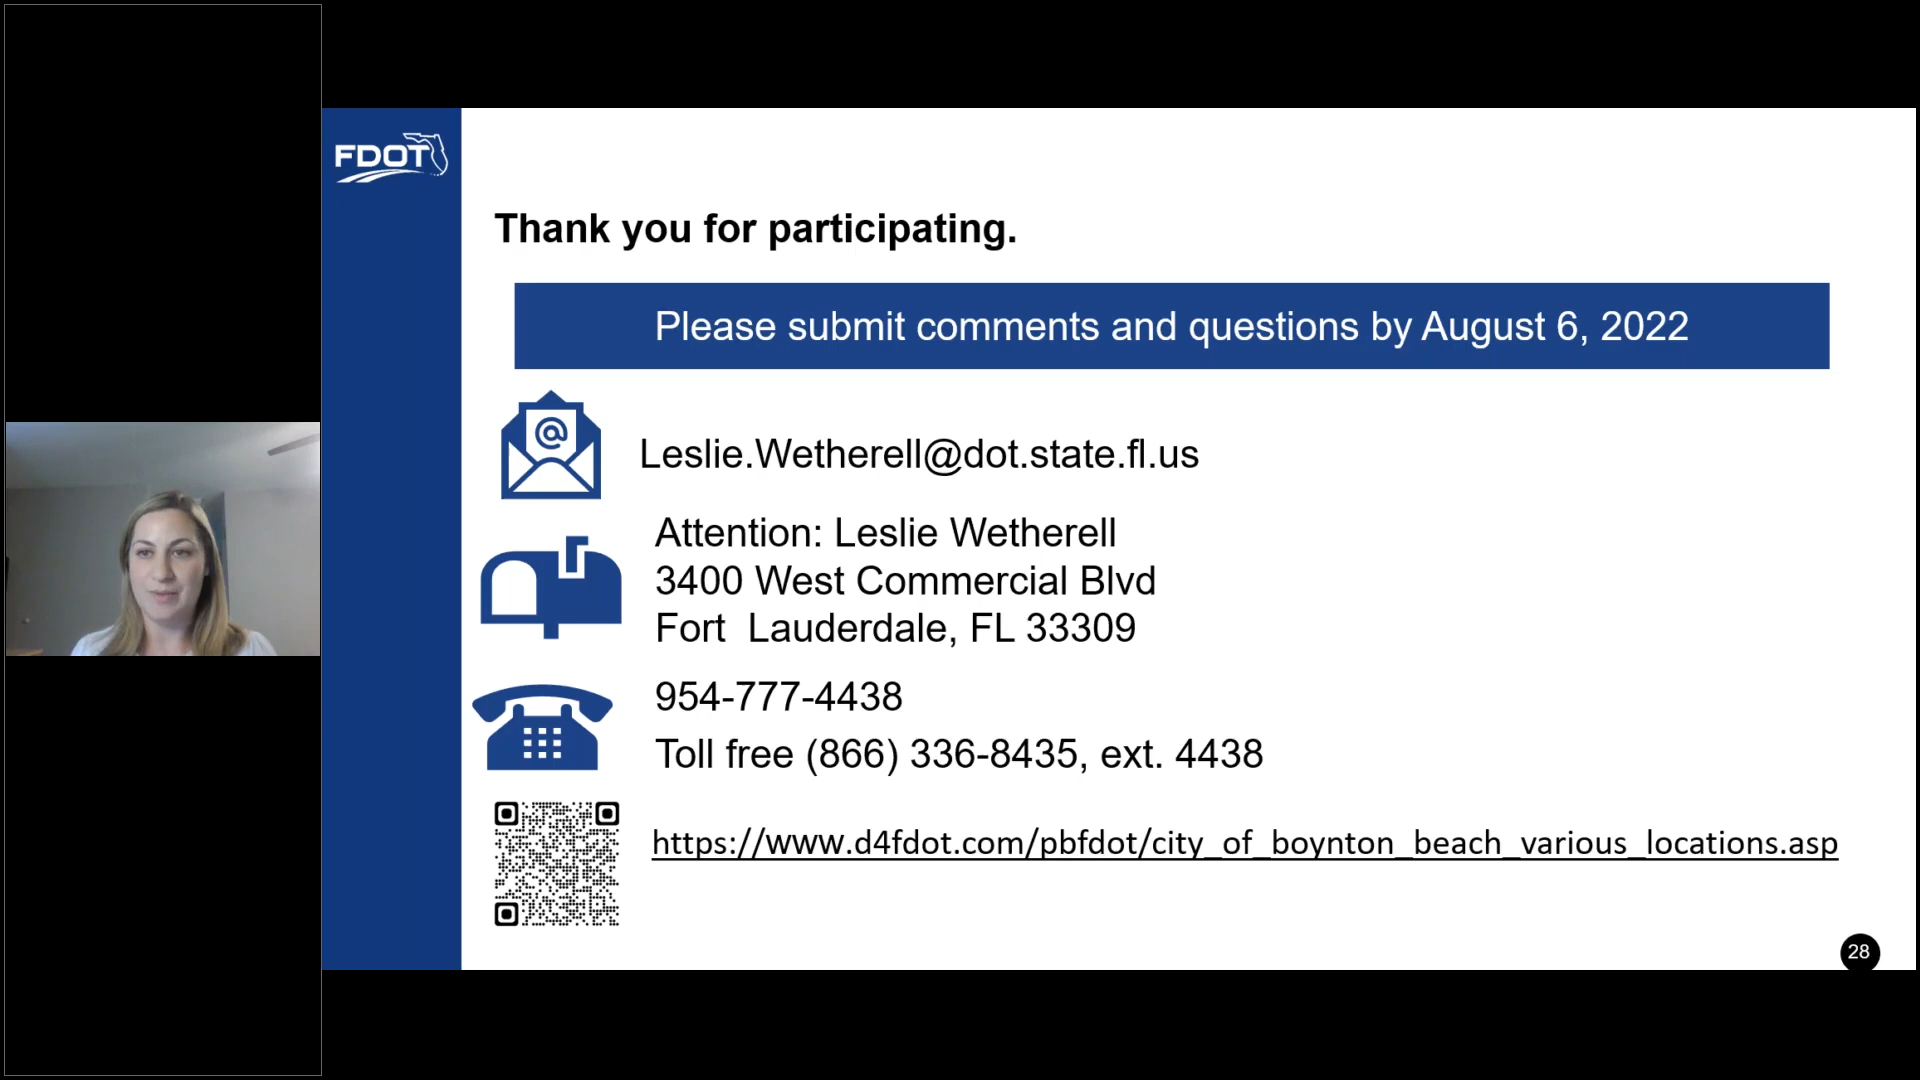 FDOT
Thank you for participating.
Please submit comments and questions by August 6, 2022
@
Leslie.Wetherell@dot.state.fl.us
Attention: Leslie Wetherell
3400 West Commercial Blvd
Fort  Lauderdale, FL 33309
954-777-4438
Toll free (866) 336-8435, ext. 4438
https://www.d4fdot.com/pbfdot/city_of_boynton_beach_various_locations.asp
28